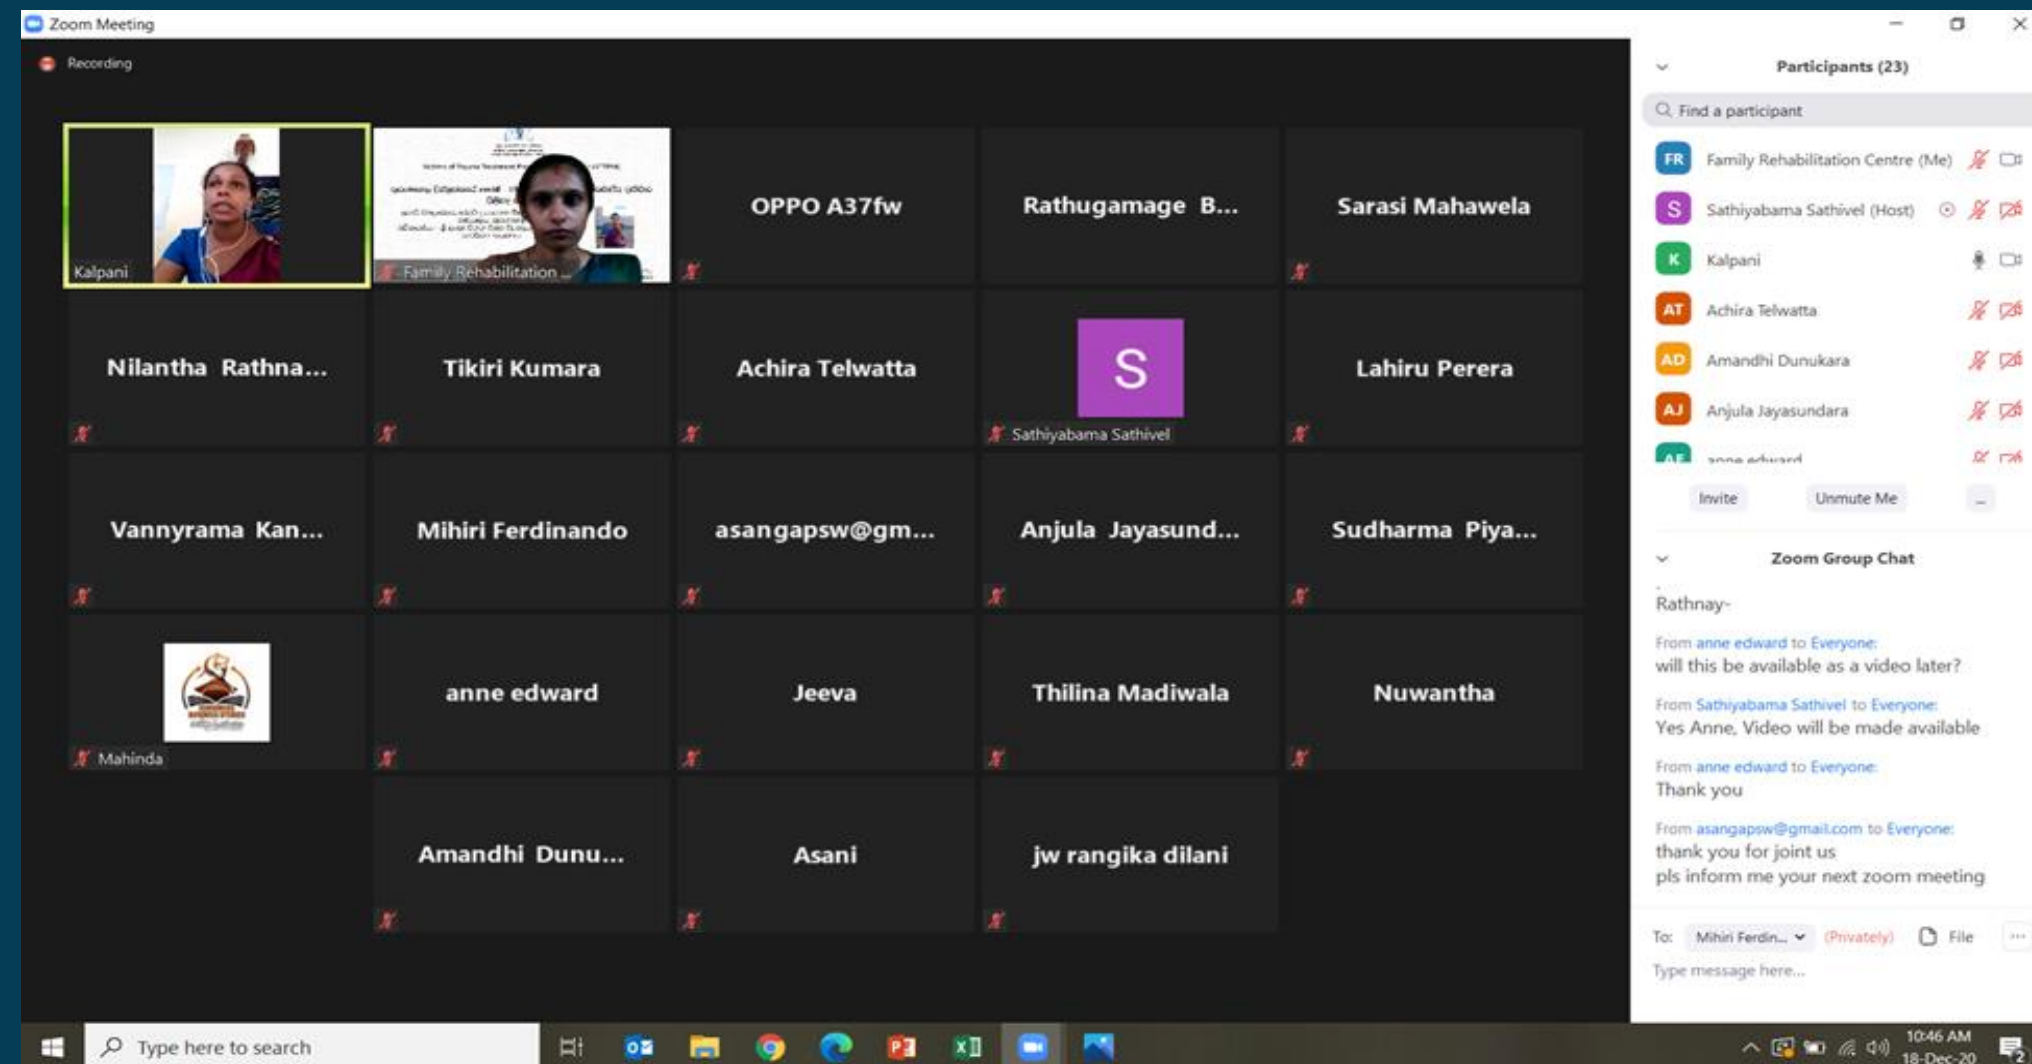 Zoom Meeting
Recording
Kalpani
Family Rehabilitation ...
OPPO A37fw
Rathugamage B...
Sarasi Mahawela
Nilantha Rathna...
Tikiri Kumara
Achira Telwatta
S
Sathiyabama Sathivel
Lahiru Perera
Vannyrama Kan...
Mihiri Ferdinando
asangapsw@gm...
Anjula Jayasund...
Sudharma Piya...
Mahinda
anne edward
Jeeva
Thilina Madiwala
Nuwantha
Amandhi Dunu...
Asani
jw rangika dilani
Participants (23)
Find a participant
FR Family Rehabilitation Centre (Me)
S Sathiyabama Sathivel (Host)
K Kalpani
AT Achira Telwatta
AD Amandhi Dunukara
AJ Anjula Jayasundara
AE anne edward
Invite Unmute Me ...
Zoom Group Chat
Rathnay-
From anne edward to Everyone:
will this be available as a video later?
From Sathiyabama Sathivel to Everyone:
Yes Anne, Video will be made available
From anne edward to Everyone:
Thank you
From asangapsw@gmail.com to Everyone:
thank you for joint us
pls inform me your next zoom meeting
To: Mihiri Ferdin... (Privately) File ...
Type message here...
Type here to search
10:46 AM
18-Dec-20
2